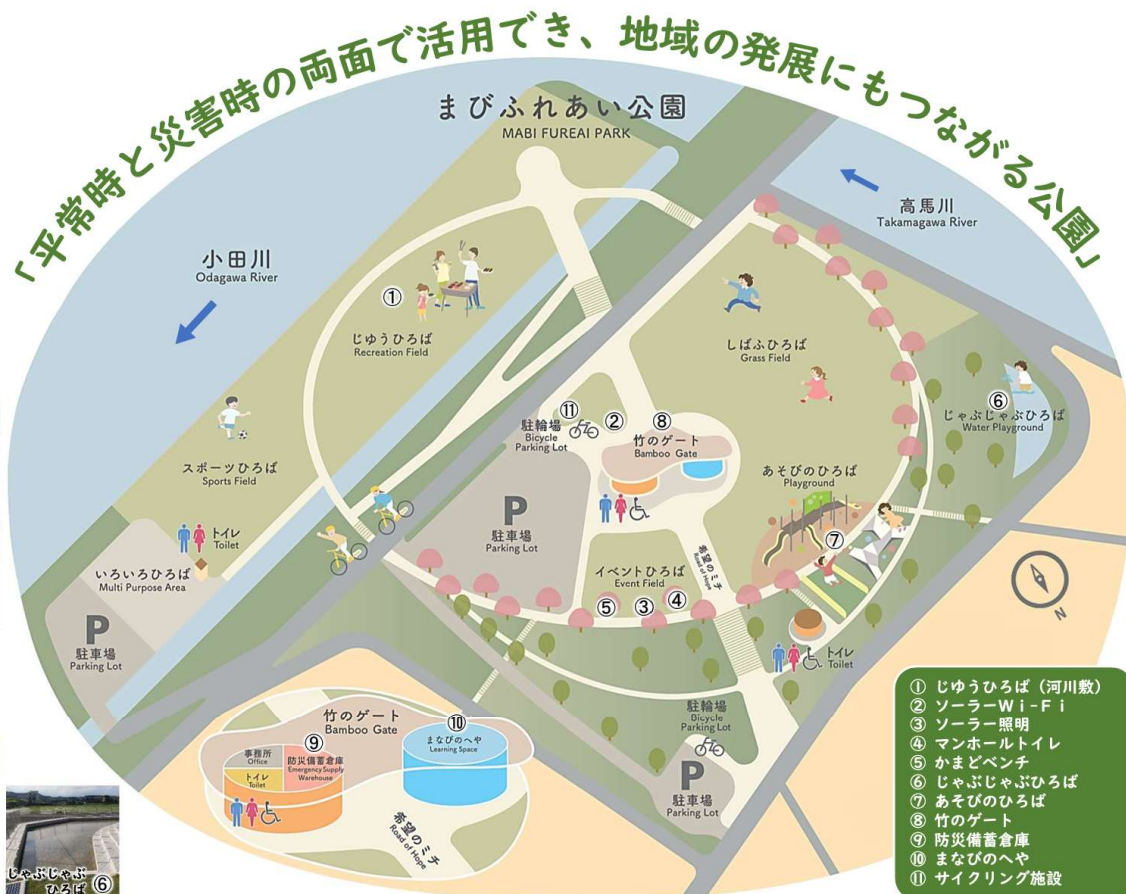 「平常時と災害時の両面で活用でき、地域の発展にもつながる公園」
まびふれあい公園
MABI FUREAI PARK
高馬川
Takamagawa River
小田川
Odagawa River
①
じゆうひろば
Recreation Field
しばふひろば
Grass Field
⑥
じゃぶじゃぶひろば
Water Playground
⑪
駐輪場
Bicycle
Parking Lot
②
⑧
竹のゲート
Bamboo Gate
スポーツひろば
Sports Field
あそびのひろば
Playground
⑦
P
駐車場
Parking Lot
トイレ
Toilet
いろいろひろば
Multi Purpose Area
P
駐車場
Parking Lot
イベントひろば
Event Field
⑤
③
④
希望のミチ
Road of Hope
トイレ
Toilet
N
駐輪場
Bicycle
Parking Lot
P
駐車場
Parking Lot
竹のゲート
Bamboo Gate
⑩
まなびのへや
Learning Space
⑨
事務所
Office
防災備蓄倉庫
Emergency Supply
Warehouse
トイレ
Toilet
希望のミチ
Road of Hope
じゃぶじゃぶ
ひろば ⑥
① じゆうひろば(河川敷)
② ソーラーWi-Fi
③ ソーラー照明
④ マンホールトイレ
⑤ かまどベンチ
⑥ じゃぶじゃぶひろば
⑦ あそびのひろば
⑧ 竹のゲート
⑨ 防災備蓄倉庫
⑩ まなびのへや
⑪ サイクリング施設